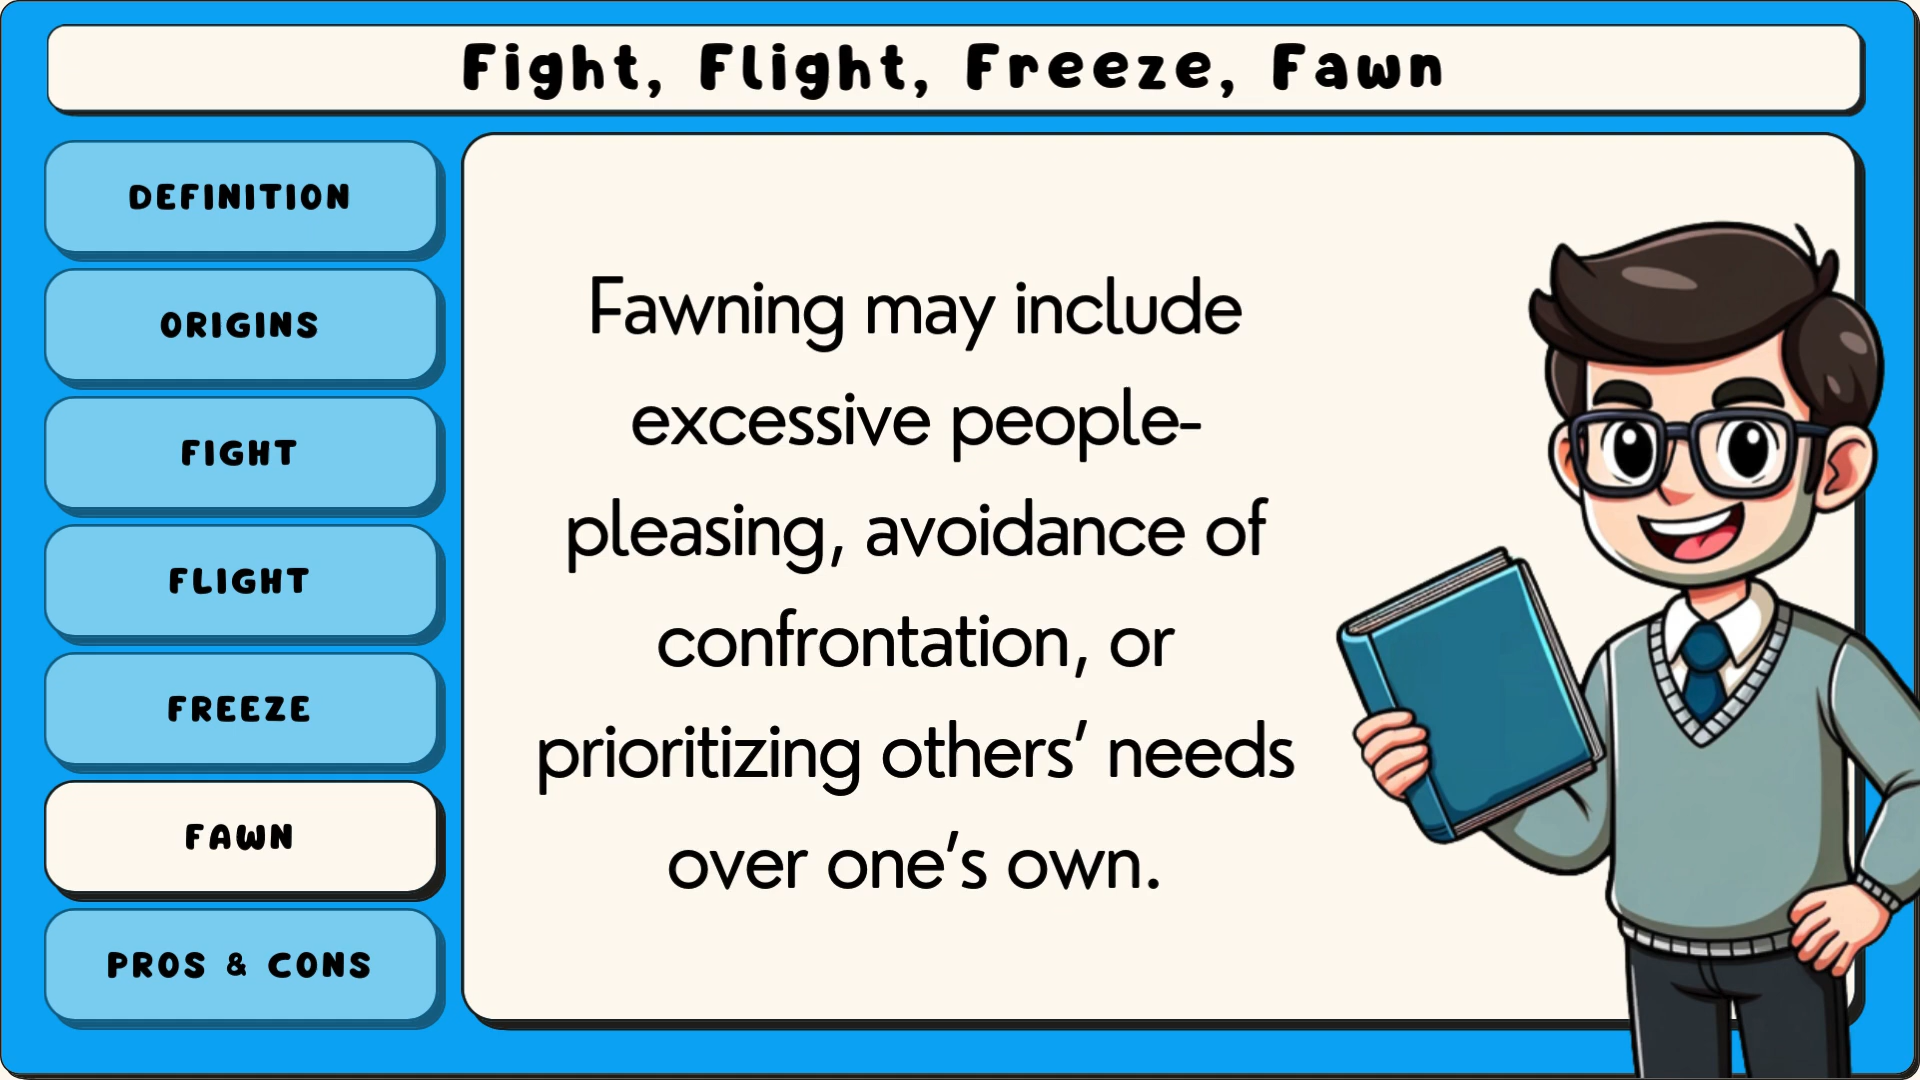 Fight, Flight, Freeze, Fawn
DEFINITION
ORIGINS
FIGHT
FLIGHT
FREEZE
FAWN
PROS & CONS
Fawning may include
excessive people-
pleasing, avoidance of
confrontation, or
prioritizing others’ needs
over one’s own.